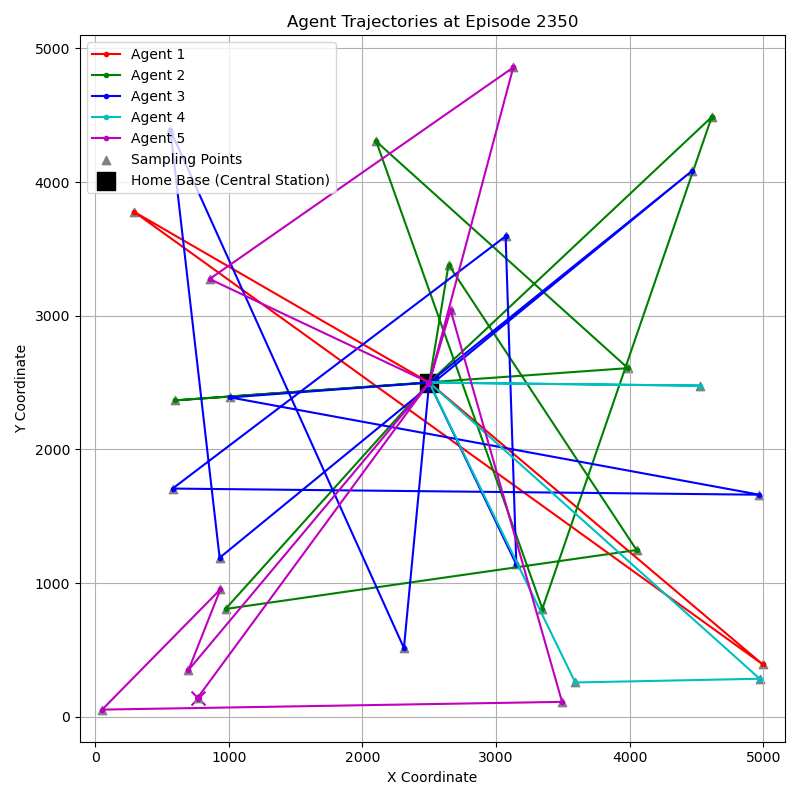 Agent Trajectories at Episode 2350
Agent 1
Agent 2
Agent 3
Agent 4
Agent 5
Sampling Points
Home Base (Central Station)
5000
4000
3000
2000
1000
0
Y Coordinate
0 1000 2000 3000 4000 5000
X Coordinate